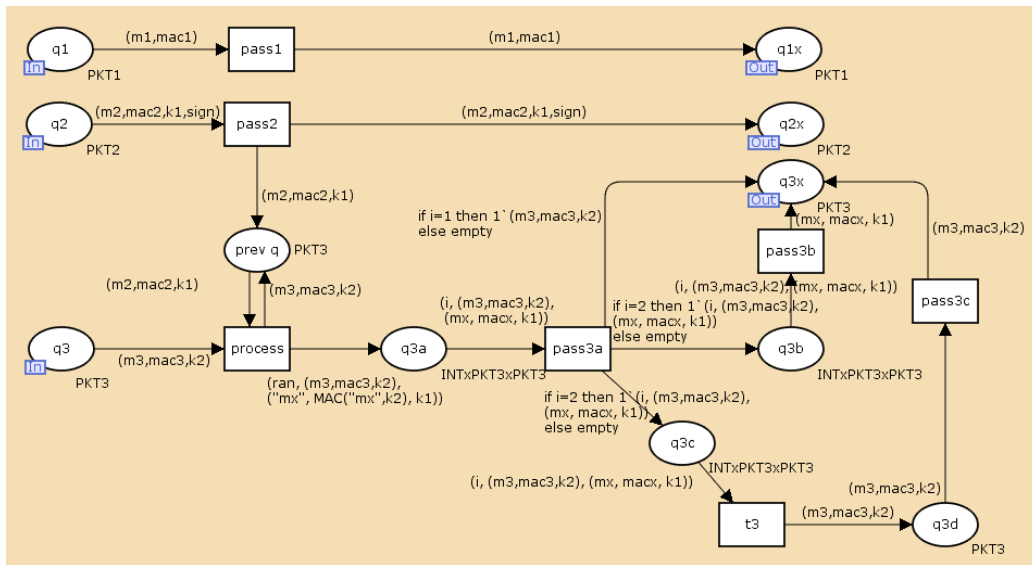 (m1,mac1)
(m1,mac1)
q1
pass1
q1x
In
PKT1
Out
PKT1
q2
(m2,mac2,k1,sign)
pass2
(m2,mac2,k1,sign)
q2x
In
PKT2
Out
PKT2
(m2,mac2,k1)
q3x
Out
PKT3
if i=1 then 1`(m3,mac3,k2)
else empty
(mx, macx, k1)
(m3,mac3,k2)
prev q
PKT3
pass3b
(m2,mac2,k1)
(m3,mac3,k2)
(i, (m3,mac3,k2), (mx, macx, k1))
pass3c
(i, (m3,mac3,k2),
(mx, macx, k1))
if i=2 then 1`(i, (m3,mac3,k2),
(mx, macx, k1))
else empty
q3
(m3,mac3,k2)
process
q3a
pass3a
q3b
In
PKT3
INTxPKT3xPKT3
INTxPKT3xPKT3
(ran, (m3,mac3,k2),
("mx", MAC("mx",k2), k1))
if i=2 then 1`(i, (m3,mac3,k2),
(mx, macx, k1))
else empty
q3c
INTxPKT3xPKT3
(i, (m3,mac3,k2), (mx, macx, k1))
(m3,mac3,k2)
t3
(m3,mac3,k2)
q3d
PKT3